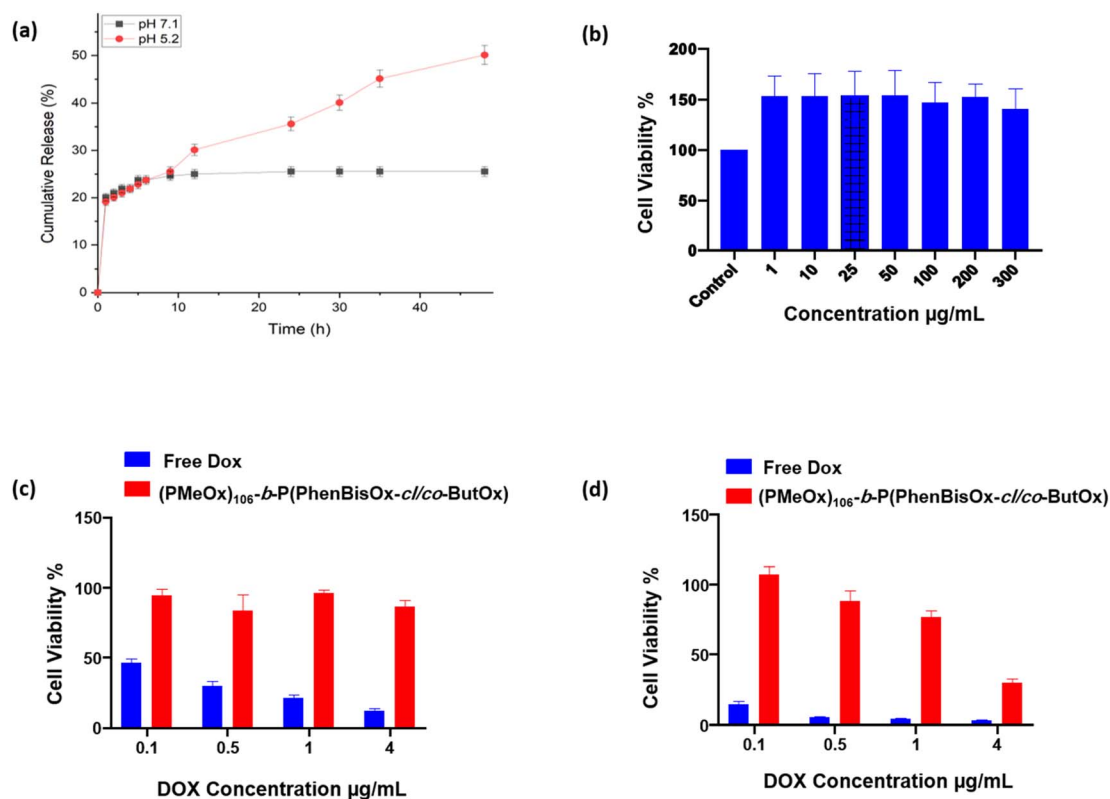 (a)
pH 7.1
pH 5.2
Cumulative Release (%)
50
40
30
20
10
0
0 10 20 30 40
Time (h)
(b)
Cell Viability %
200
150
100
50
0
Control 1 10 25 50 100 200 300
Concentration µg/mL
(c)
Free Dox
(PMeOx)₁₀₆-b-P(PhenBisOx-cl/co-ButOx)
Cell Viability %
150
100
50
0
0.1 0.5 1 4
DOX Concentration µg/mL
(d)
Free Dox
(PMeOx)₁₀₆-b-P(PhenBisOx-cl/co-ButOx)
Cell Viability %
150
100
50
0
0.1 0.5 1 4
DOX Concentration µg/mL